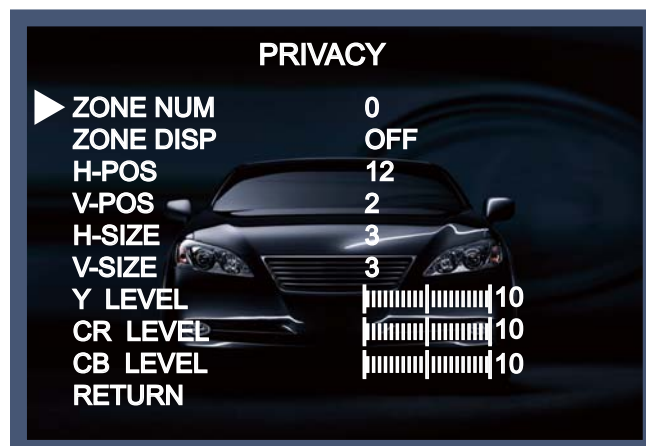 PRIVACY
ZONE NUM 0
ZONE DISP OFF
H-POS 12
V-POS 2
H-SIZE 3
V-SIZE 3
Y LEVEL 10
CR LEVEL 10
CB LEVEL 10
RETURN